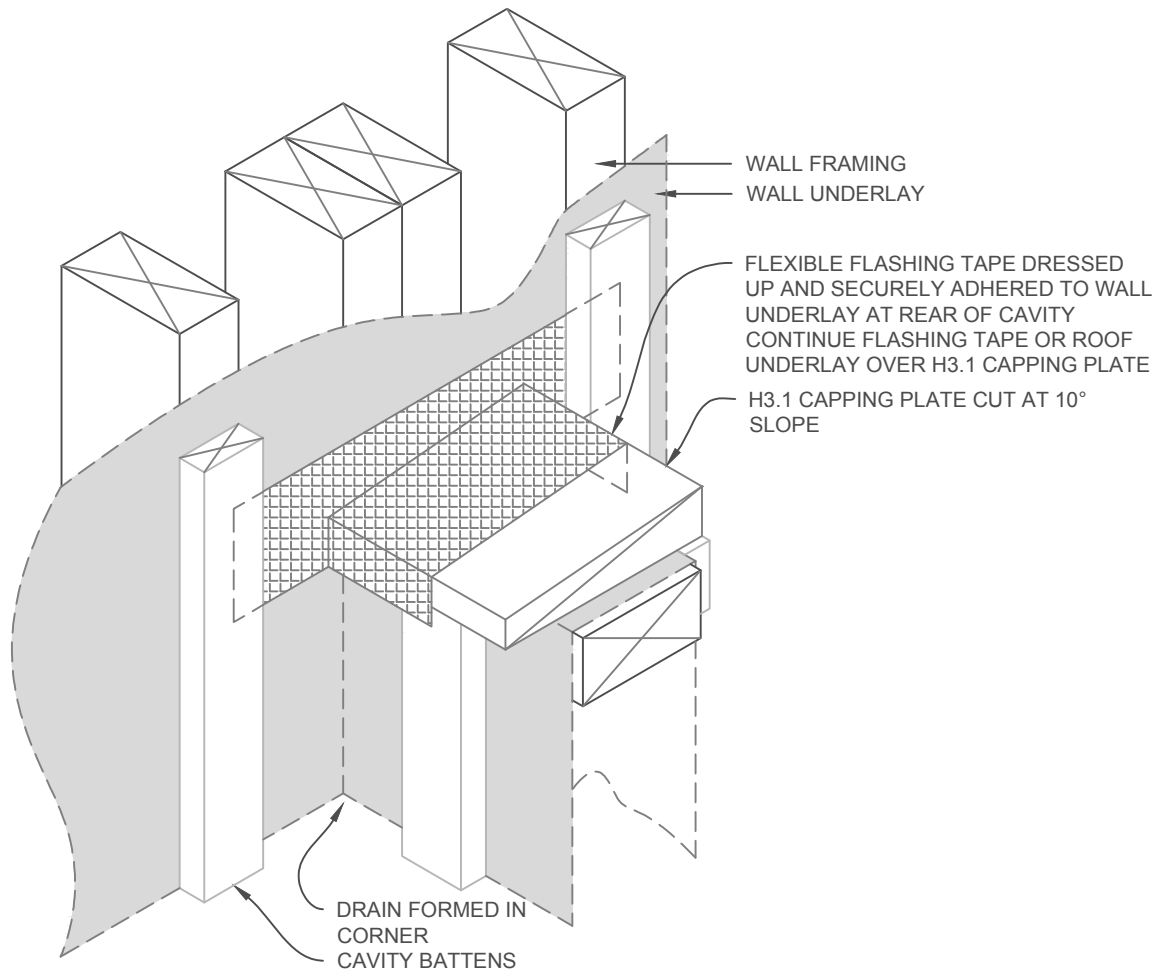 WALL FRAMING
WALL UNDERLAY
FLEXIBLE FLASHING TAPE DRESSED
UP AND SECURELY ADHERED TO WALL
UNDERLAY AT REAR OF CAVITY
CONTINUE FLASHING TAPE OR ROOF
UNDERLAY OVER H3.1 CAPPING PLATE
H3.1 CAPPING PLATE CUT AT 10°
SLOPE
DRAIN FORMED IN
CORNER
CAVITY BATTENS